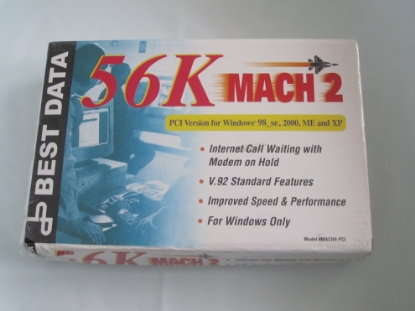 BEST DATA
56K MACH 2
PCI Version for Windows® 98_se, 2000, ME and XP
• Internet Call Waiting with
Modem on Hold
• V.92 Standard Features
• Improved Speed & Performance
• For Windows Only
56K MACH 2